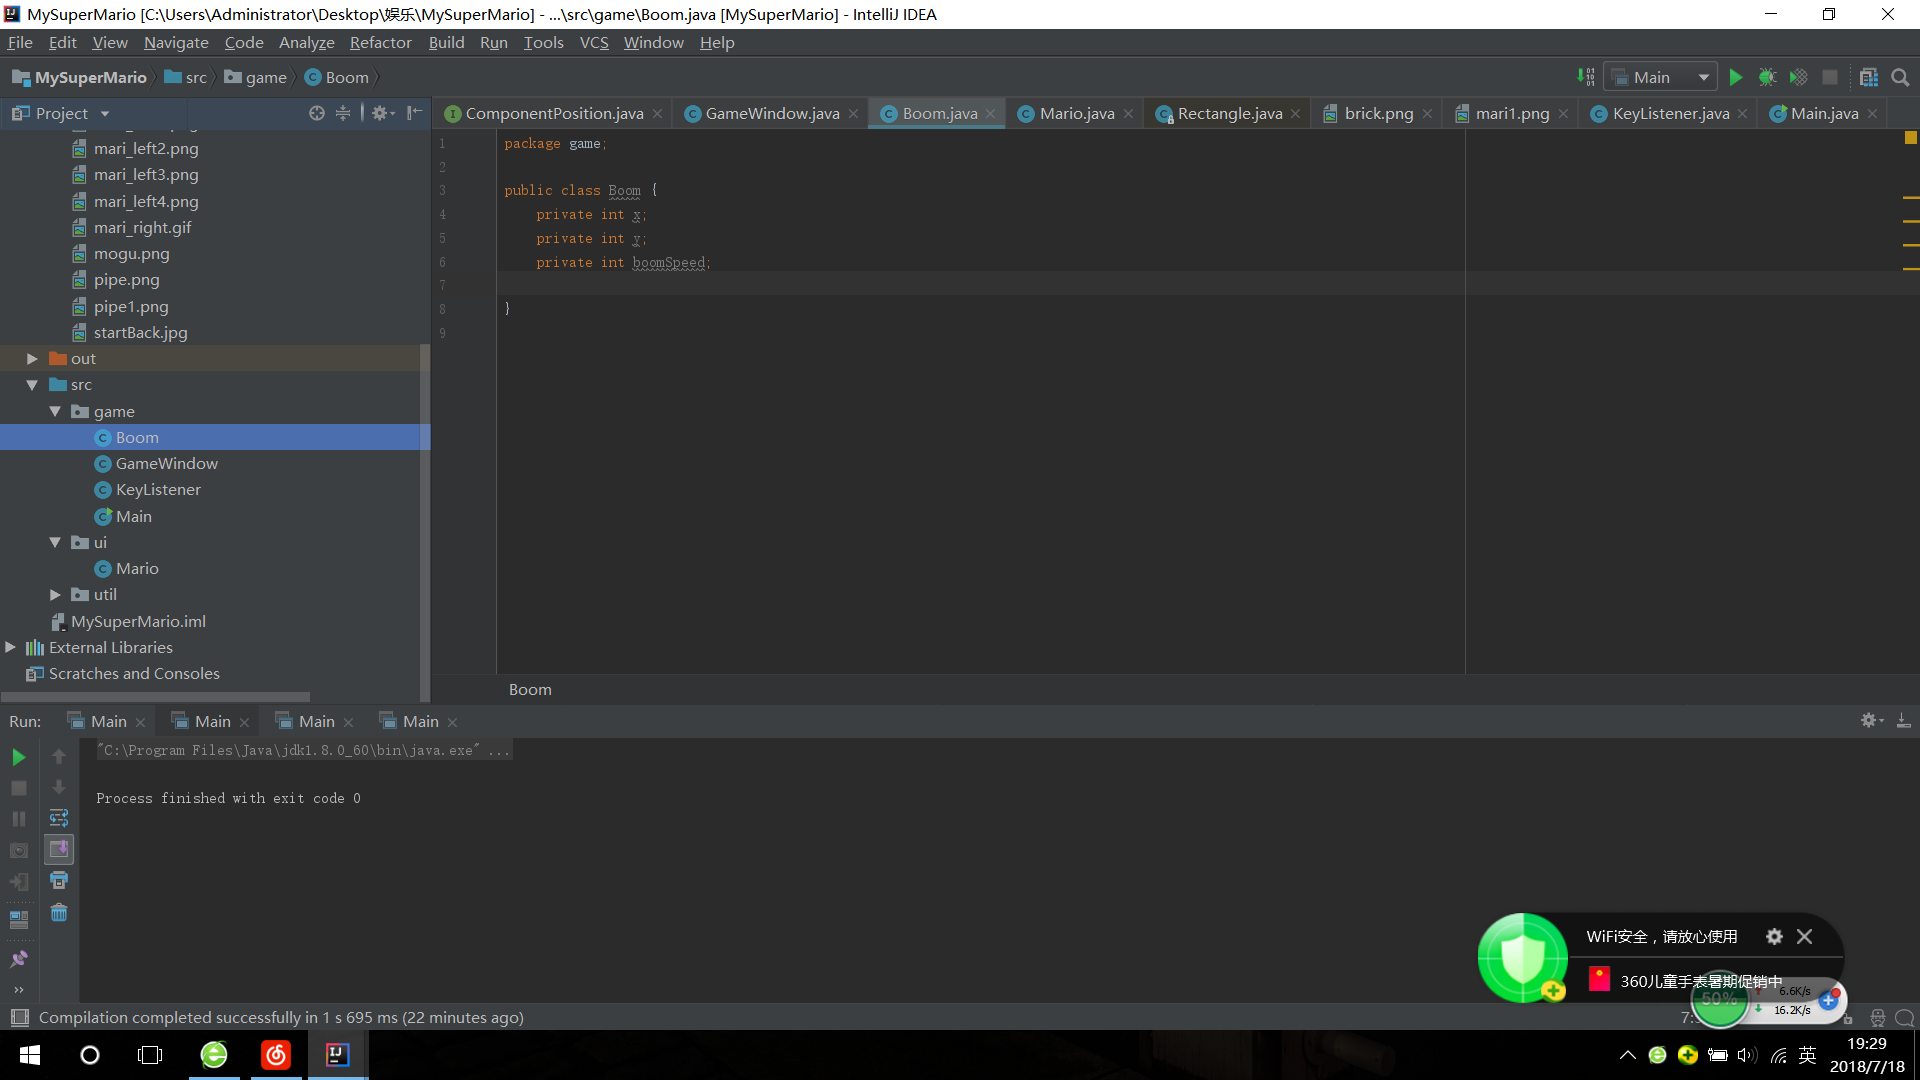 MySuperMario [C:\Users\Administrator\Desktop\娱乐\MySuperMario] - ...\src\game\Boom.java [MySuperMario] - IntelliJ IDEA
File Edit View Navigate Code Analyze Refactor Build Run Tools VCS Window Help
MySuperMario src game Boom
Main
Project
ComponentPosition.java GameWindow.java Boom.java Mario.java Rectangle.java brick.png mari1.png KeyListener.java Main.java
mari_left2.png
mari_left3.png
mari_left4.png
mari_right.gif
mogu.png
pipe.png
pipe1.png
startBack.jpg
out
src
game
Boom
GameWindow
KeyListener
Main
ui
Mario
util
MySuperMario.iml
External Libraries
Scratches and Consoles
1 package game;
2
3 public class Boom {
4 private int x;
5 private int y;
6 private int boomSpeed;
7
8 }
9
Boom
Run: Main Main Main Main
"C:\Program Files\Java\jdk1.8.0_60\bin\java.exe" ...
Process finished with exit code 0
WiFi安全，请放心使用
360儿童手表暑期促销中
50%
6.6K/s
16.2K/s
Compilation completed successfully in 1 s 695 ms (22 minutes ago)
英
19:29
2018/7/18